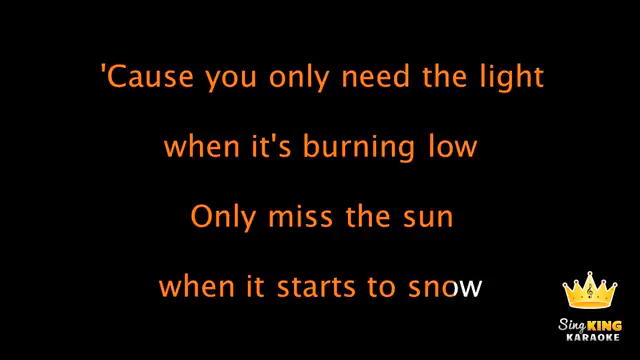 'Cause you only need the light
when it's burning low
Only miss the sun
when it starts to snow
Sing KING
KARAOKE